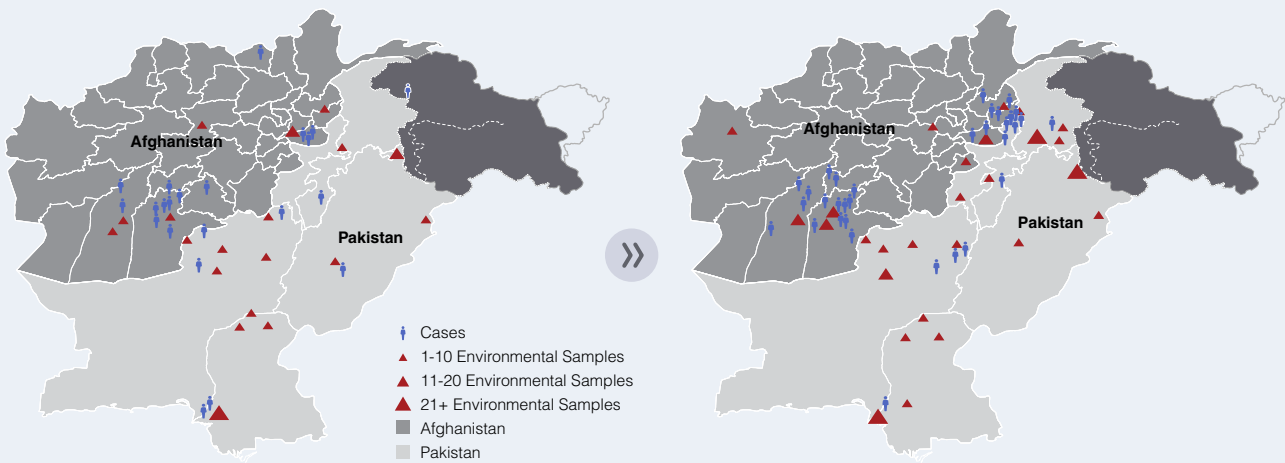 Afghanistan
Pakistan
Cases
1-10 Environmental Samples
11-20 Environmental Samples
21+ Environmental Samples
Afghanistan
Pakistan
Afghanistan
Pakistan